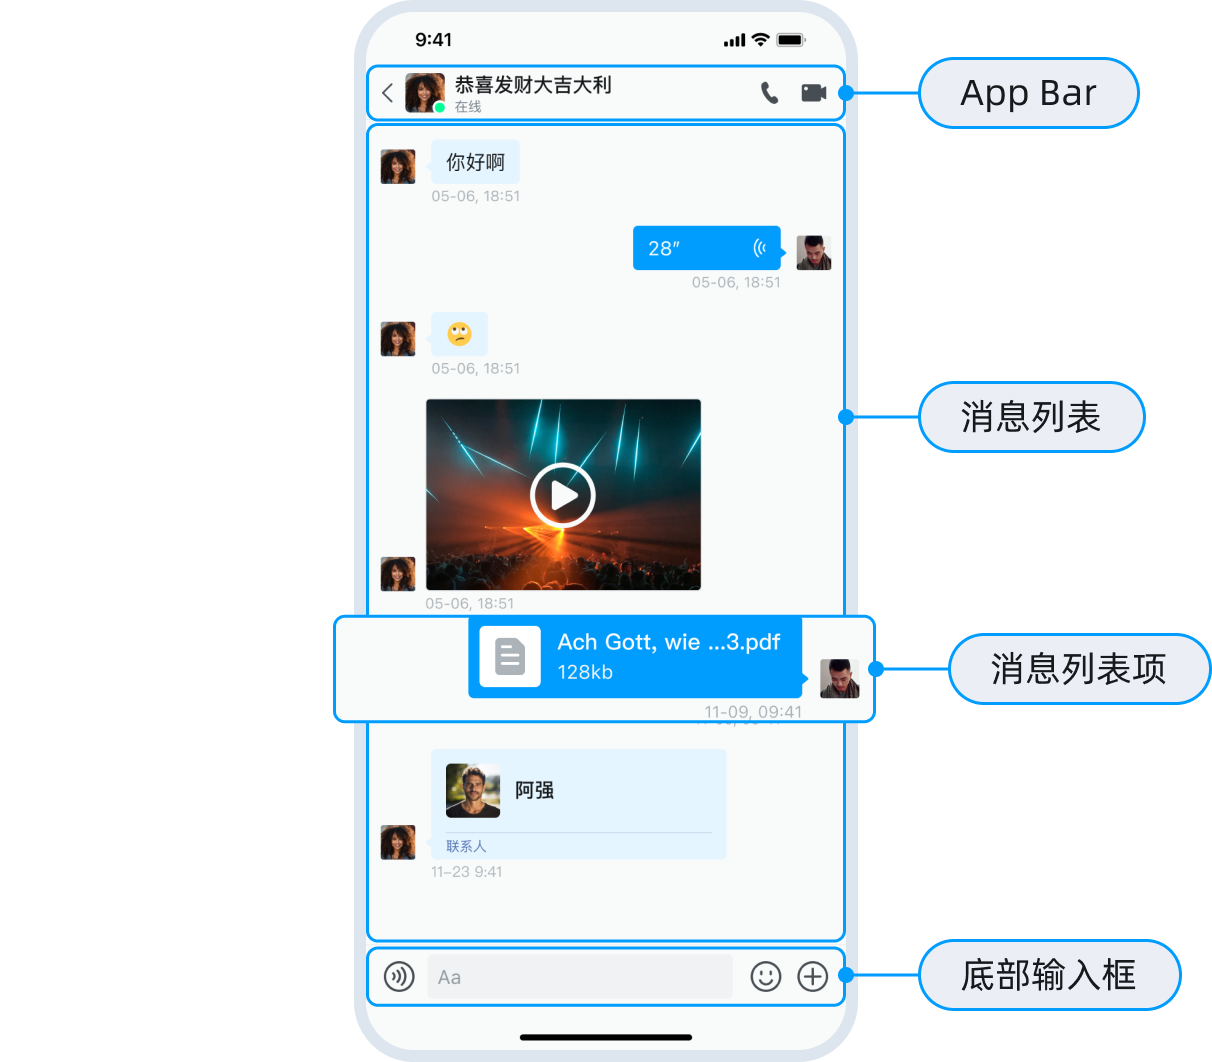 9:41
恭喜发财大吉大利
在线
App Bar
你好啊
05-06, 18:51
28"
05-06, 18:51
05-06, 18:51
消息列表
05-06, 18:51
Ach Gott, wie ...3.pdf
128kb
消息列表项
11-09, 09:41
阿强
联系人
11-23 9:41
Aa
底部输入框